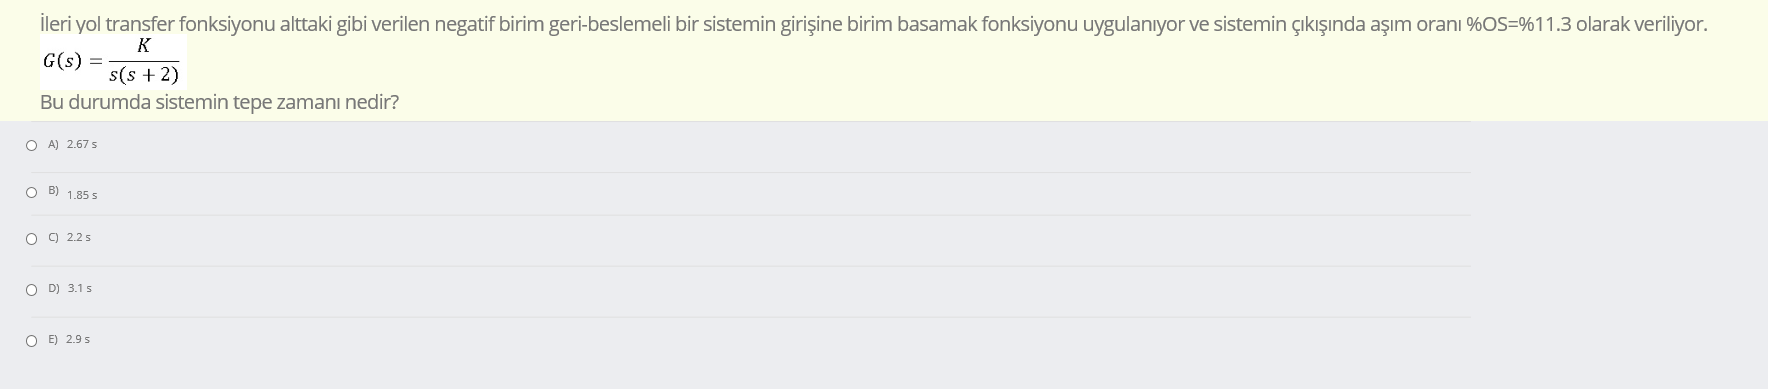 İleri yol transfer fonksiyonu alttaki gibi verilen negatif birim geri-beslemeli bir sistemin girişine birim basamak fonksiyonu uygulanıyor ve sistemin çıkışında aşım oranı %OS=%11.3 olarak veriliyor.
G(s) = K / s(s + 2)
Bu durumda sistemin tepe zamanı nedir?
A) 2.67 s
B) 1.85 s
C) 2.2 s
D) 3.1 s
E) 2.9 s